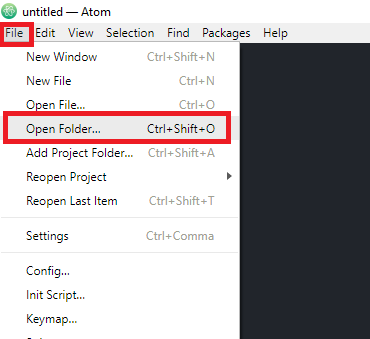 untitled — Atom
File Edit View Selection Find Packages Help
New Window Ctrl+Shift+N
New File Ctrl+N
Open File... Ctrl+O
Open Folder... Ctrl+Shift+O
Add Project Folder... Ctrl+Shift+A
Reopen Project
Reopen Last Item Ctrl+Shift+T
Settings Ctrl+Comma
Config...
Init Script...
Keymap...